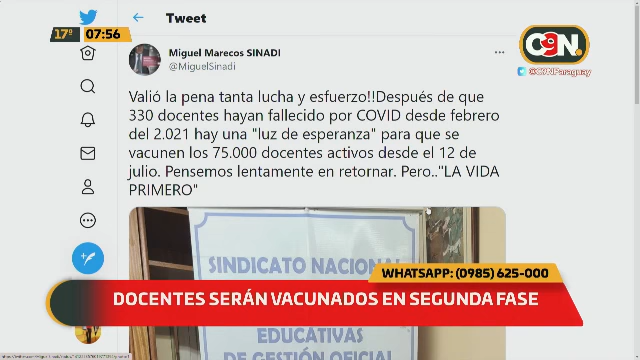 17º 07:56
Tweet
C9N
@C9NParaguay
Miguel Marecos SINADI
@MiguelSinadi
Valió la pena tanta lucha y esfuerzo!!Después de que
330 docentes hayan fallecido por COVID desde febrero
del 2.021 hay una "luz de esperanza" para que se
vacunen los 75.000 docentes activos desde el 12 de
julio. Pensemos lentamente en retornar. Pero.."LA VIDA
PRIMERO"
SINDICATO NACIONAL
WHATSAPP: (0985) 625-000
DOCENTES SERÁN VACUNADOS EN SEGUNDA FASE
EDUCATIVAS
DE GESTIÓN OFICIAL